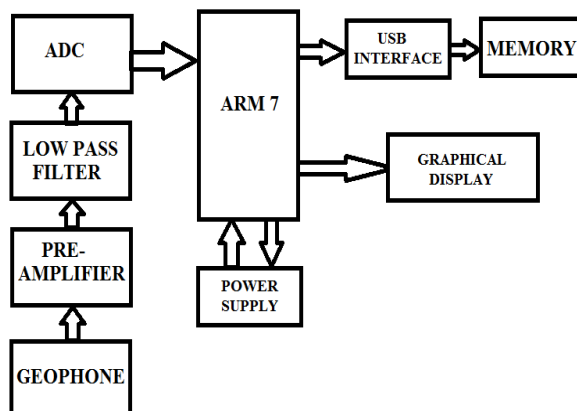 ADC
ARM 7
USB
INTERFACE
MEMORY
LOW PASS
FILTER
GRAPHICAL
DISPLAY
PRE-
AMPLIFIER
POWER
SUPPLY
GEOPHONE